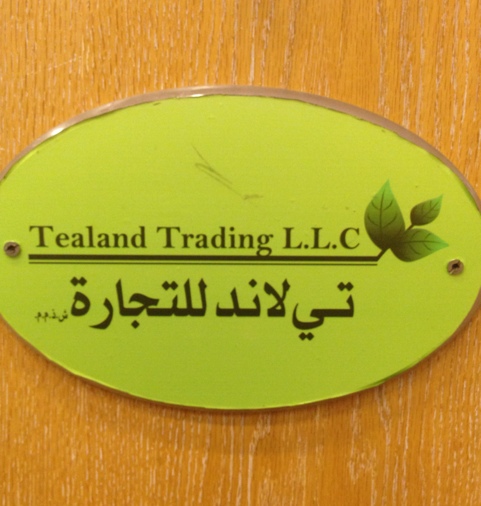 Tealand Trading L.L.C
تي لاند للتجارة ش.ذ.م.م.